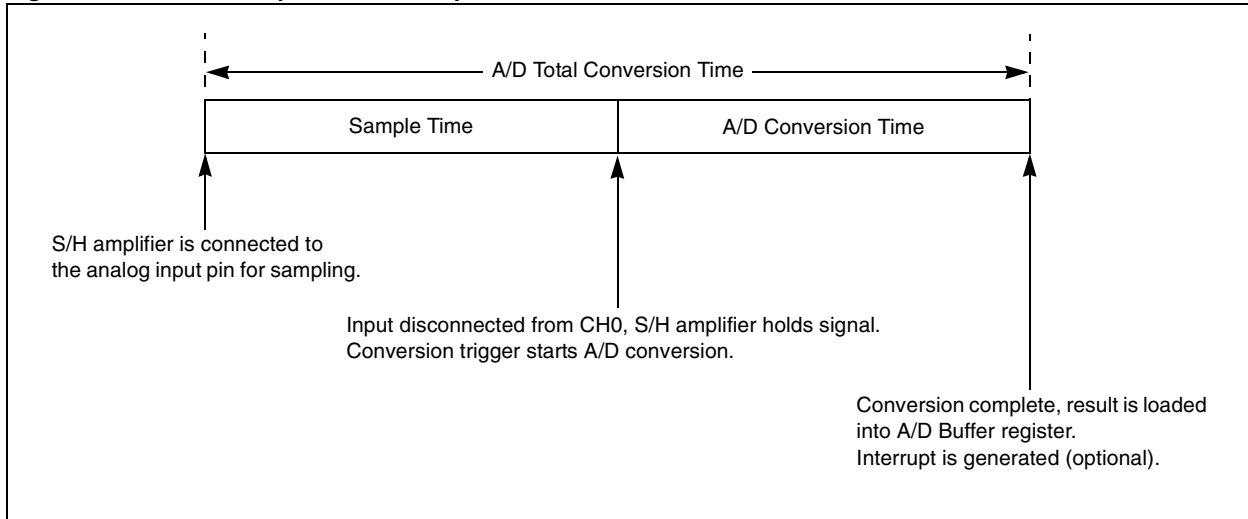 A/D Total Conversion Time
Sample Time
A/D Conversion Time
S/H amplifier is connected to
the analog input pin for sampling.
Input disconnected from CH0, S/H amplifier holds signal.
Conversion trigger starts A/D conversion.
Conversion complete, result is loaded
into A/D Buffer register.
Interrupt is generated (optional).